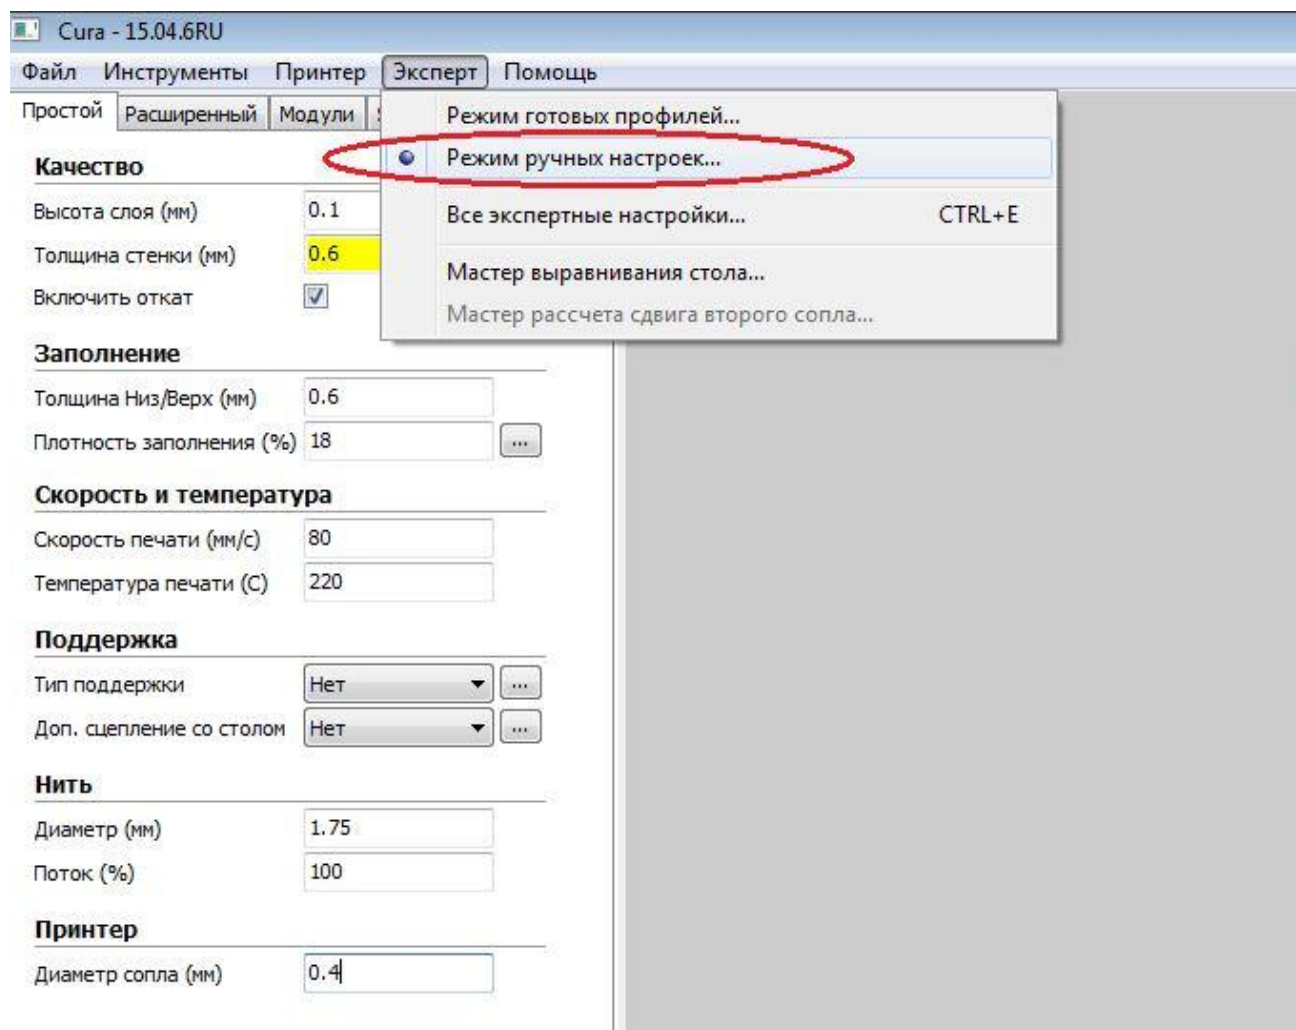 Cura - 15.04.6RU
Файл Инструменты Принтер Эксперт Помощь
Простой Расширенный Модули
Режим готовых профилей...
Режим ручных настроек...
Все экспертные настройки... CTRL+E
Мастер выравнивания стола...
Мастер рассчета сдвига второго сопла...
Качество
Высота слоя (мм) 0.1
Толщина стенки (мм) 0.6
Включить откат
Заполнение
Толщина Низ/Верх (мм) 0.6
Плотность заполнения (%) 18 ...
Скорость и температура
Скорость печати (мм/с) 80
Температура печати (C) 220
Поддержка
Тип поддержки Нет ...
Доп. сцепление со столом Нет ...
Нить
Диаметр (мм) 1.75
Поток (%) 100
Принтер
Диаметр сопла (мм) 0.4